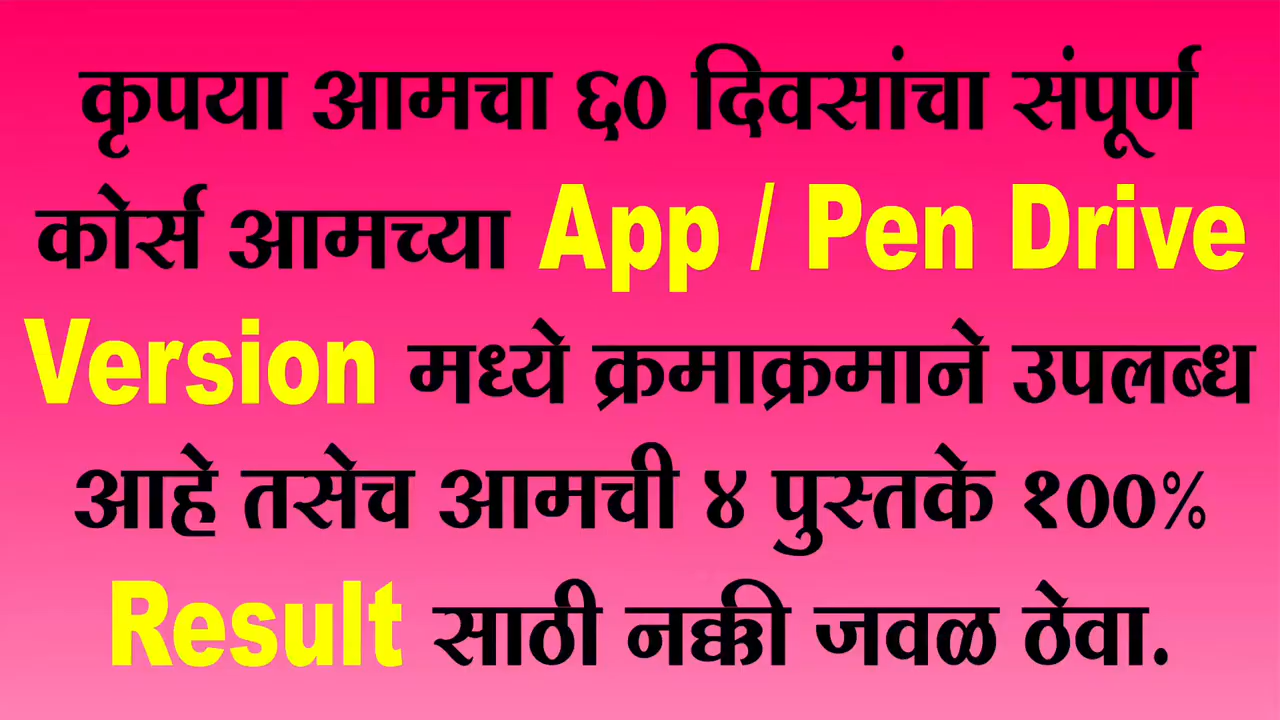 कृपया आमचा ६० दिवसांचा संपूर्ण
कोर्स आमच्या App / Pen Drive
Version मध्ये क्रमाक्रमाने उपलब्ध
आहे तसेच आमची ४ पुस्तके १००%
Result साठी नक्की जवळ ठेवा.